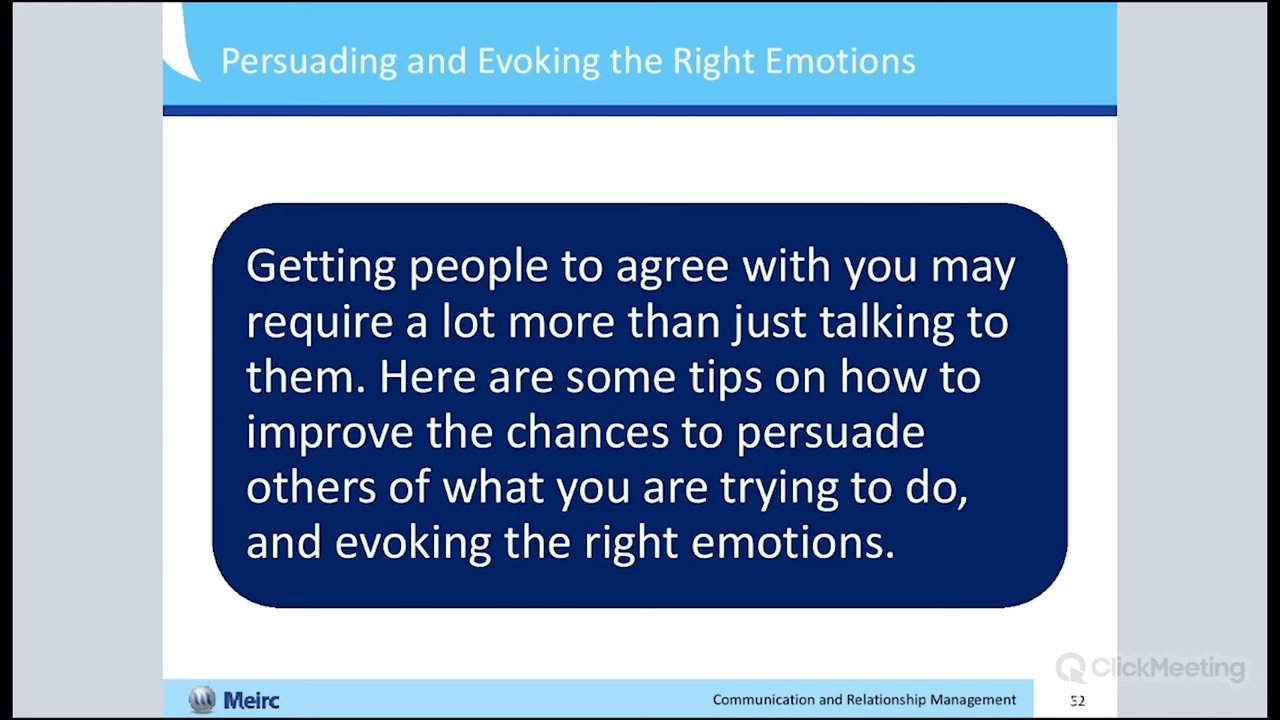 Persuading and Evoking the Right Emotions
Getting people to agree with you may
require a lot more than just talking to
them. Here are some tips on how to
improve the chances to persuade
others of what you are trying to do,
and evoking the right emotions.
ClickMeeting
Meirc
Communication and Relationship Management
52